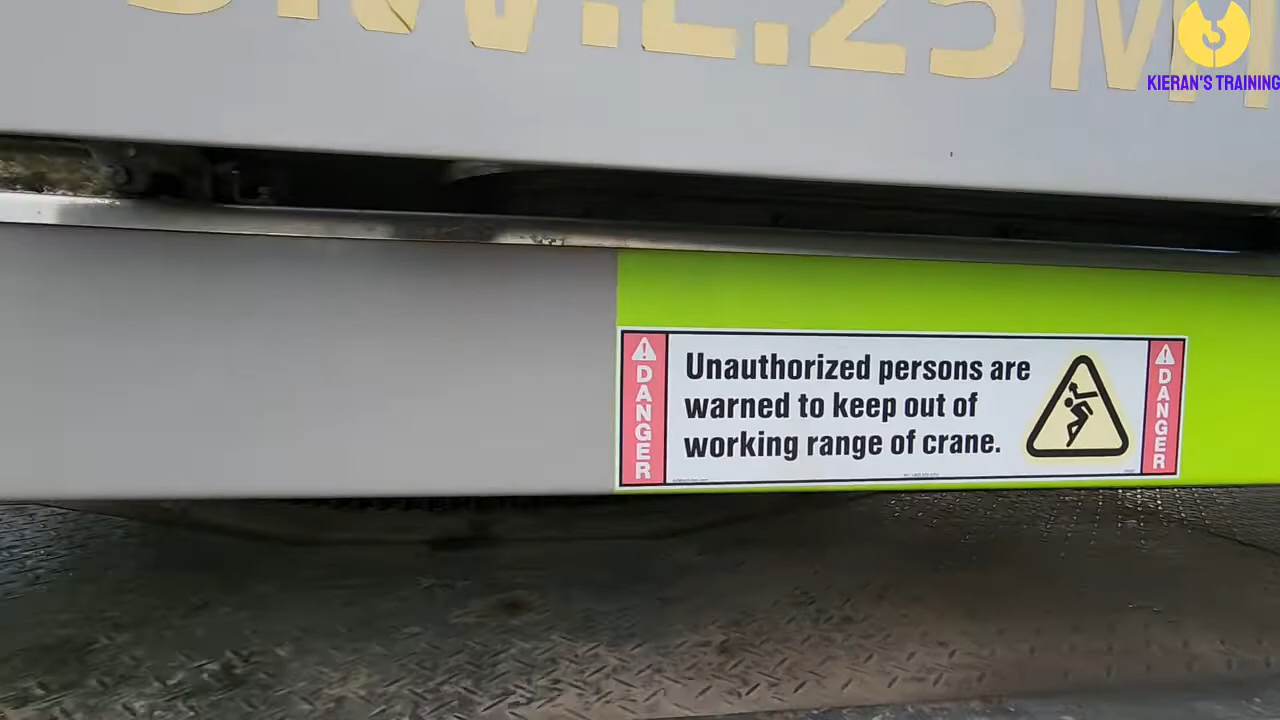 KIERAN'S TRAINING
DANGER
Unauthorized persons are
warned to keep out of
working range of crane.
DANGER